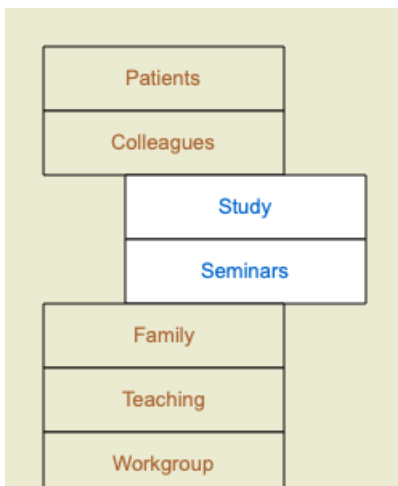 Patients
Colleagues
Study
Seminars
Family
Teaching
Workgroup